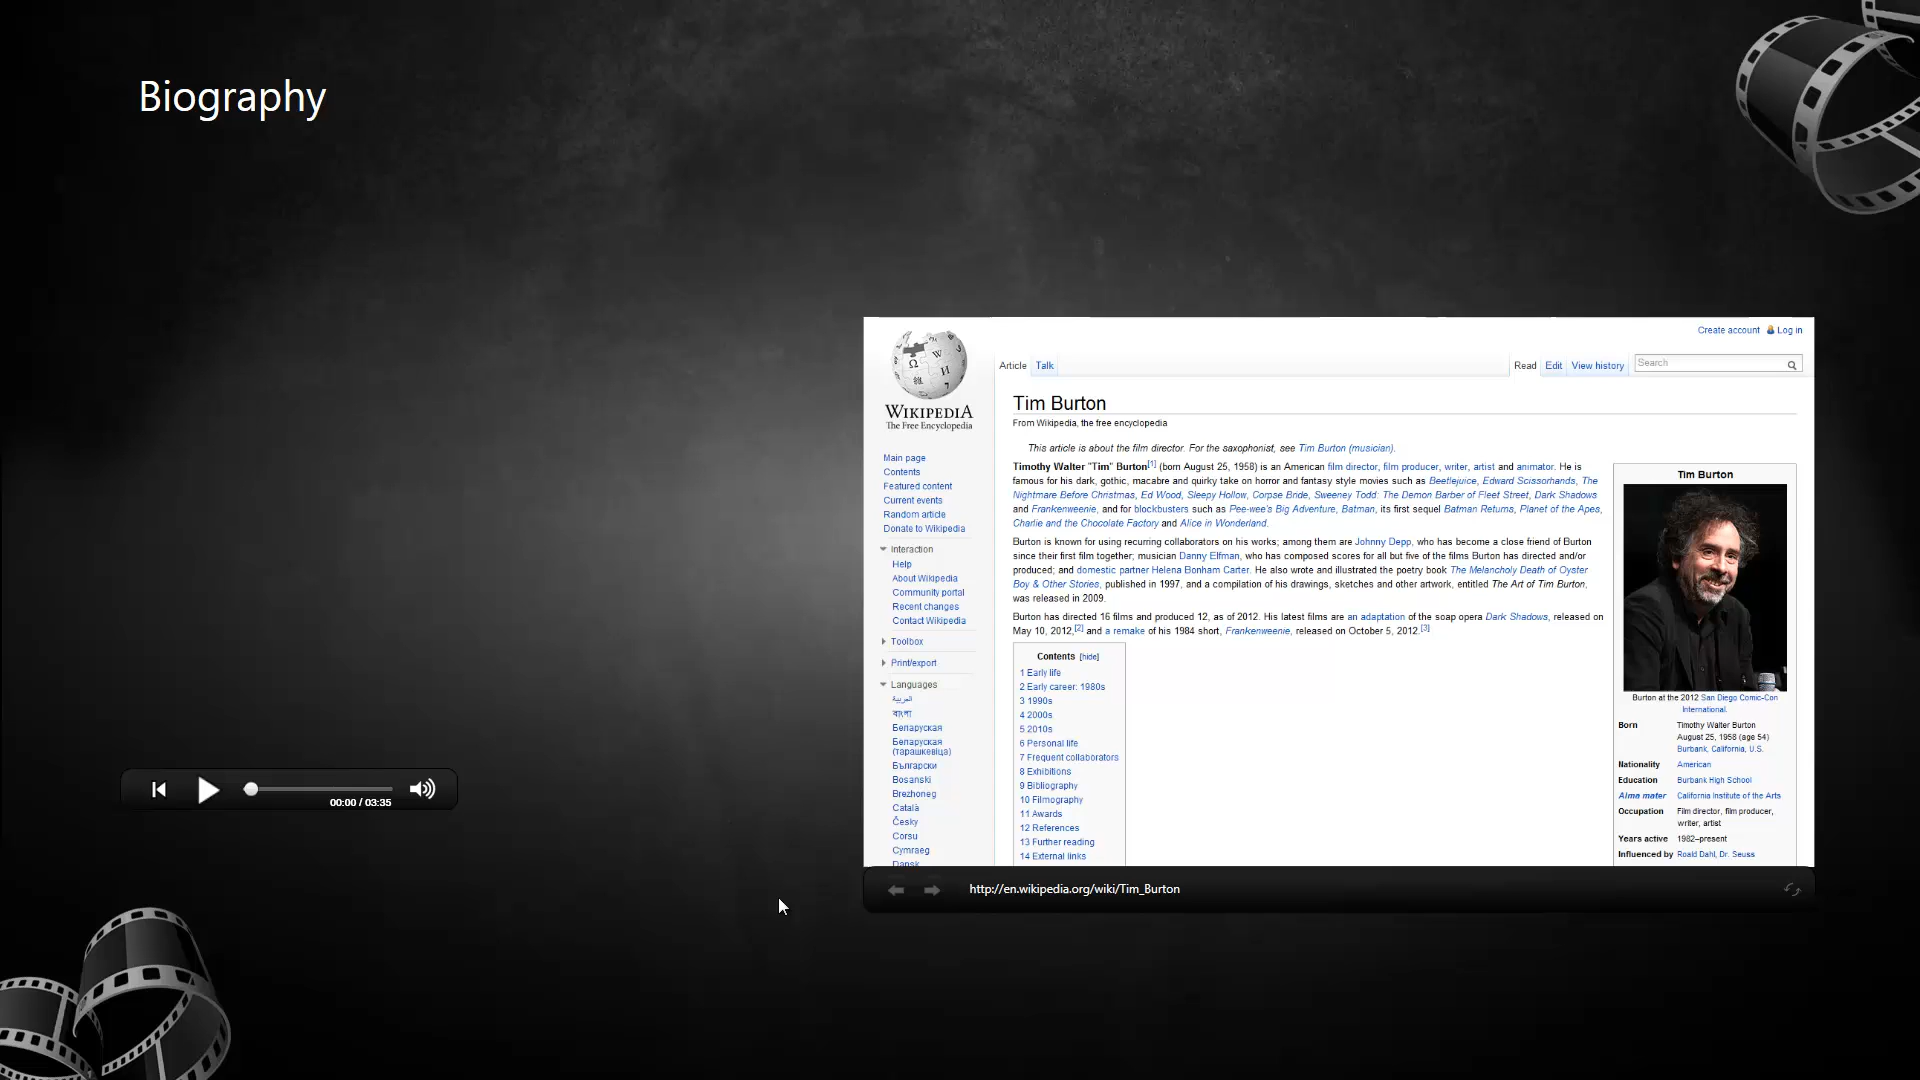 Biography
Create account Log in
Article Talk Read Edit View history Search
WIKIPEDIA
The Free Encyclopedia
Main page
Contents
Featured content
Current events
Random article
Donate to Wikipedia
Interaction
Help
About Wikipedia
Community portal
Recent changes
Contact Wikipedia
Toolbox
Print/export
Languages
العربية
বাংলা
Беларуская
Беларуская
(тарашкевіца)
Български
Bosanski
Brezhoneg
Català
Česky
Corsu
Cymraeg
Dansk
Tim Burton
From Wikipedia, the free encyclopedia
This article is about the film director. For the saxophonist, see Tim Burton (musician).
Timothy Walter "Tim" Burton[1] (born August 25, 1958) is an American film director, film producer, writer, artist and animator. He is
famous for his dark, gothic, macabre and quirky take on horror and fantasy style movies such as Beetlejuice, Edward Scissorhands, The
Nightmare Before Christmas, Ed Wood, Sleepy Hollow, Corpse Bride, Sweeney Todd: The Demon Barber of Fleet Street, Dark Shadows
and Frankenweenie, and for blockbusters such as Pee-wee's Big Adventure, Batman, its first sequel Batman Returns, Planet of the Apes,
Charlie and the Chocolate Factory and Alice in Wonderland.
Burton is known for using recurring collaborators on his works; among them are Johnny Depp, who has become a close friend of Burton
since their first film together; musician Danny Elfman, who has composed scores for all but five of the films Burton has directed and/or
produced; and domestic partner Helena Bonham Carter. He also wrote and illustrated the poetry book The Melancholy Death of Oyster
Boy & Other Stories, published in 1997, and a compilation of his drawings, sketches and other artwork, entitled The Art of Tim Burton,
was released in 2009.
Burton has directed 16 films and produced 12, as of 2012. His latest films are an adaptation of the soap opera Dark Shadows, released on
May 10, 2012,[2] and a remake of his 1984 short, Frankenweenie, released on October 5, 2012.[3]
Contents [hide]
1 Early life
2 Early career: 1980s
3 1990s
4 2000s
5 2010s
6 Personal life
7 Frequent collaborators
8 Exhibitions
9 Bibliography
10 Filmography
11 Awards
12 References
13 Further reading
14 External links
Tim Burton
Burton at the 2012 San Diego Comic-Con
International.
Born Timothy Walter Burton
August 25, 1958 (age 54)
Burbank, California, U.S.
Nationality American
Education Burbank High School
Alma mater California Institute of the Arts
Occupation Film director, film producer,
writer, artist
Years active 1982–present
Influenced by Roald Dahl, Dr. Seuss
00:00 / 03:35
http://en.wikipedia.org/wiki/Tim_Burton